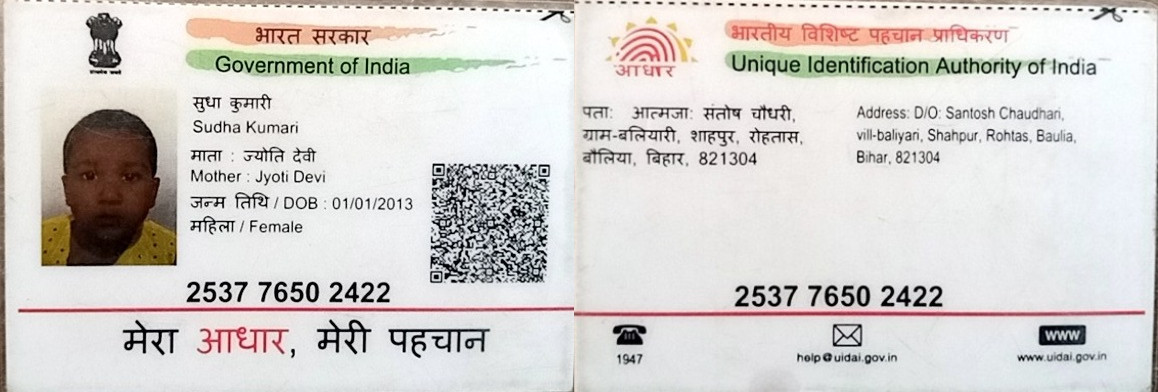 भारत सरकार
Government of India
सुधा कुमारी
Sudha Kumari
माता : ज्योति देवी
Mother : Jyoti Devi
जन्म तिथि / DOB : 01/01/2013
महिला / Female
2537 7650 2422
मेरा आधार, मेरी पहचान
भारतीय विशिष्ट पहचान प्राधिकरण
आधार
Unique Identification Authority of India
पता: आत्मजा: संतोष चौधरी,
ग्राम-बलियारी, शाहपुर, रोहतास,
बौलिया, बिहार, 821304
Address: D/O: Santosh Chaudhari,
vill-baliyari, Shahpur, Rohtas, Baulia,
Bihar, 821304
2537 7650 2422
1947
help@uidai.gov.in
www
www.uidai.gov.in